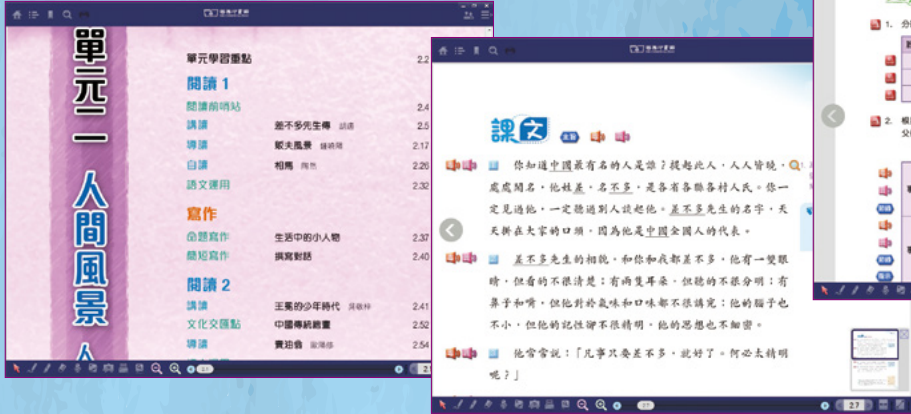 單元二 人間風景 人
單元學習重點 2.2
閱讀 1
閱讀前哨站 2.4
講讀 差不多先生傳 胡適 2.5
導讀 販夫風景 2.17
自讀 相馬 陶然 2.26
語文運用 2.32
寫作
命題寫作 生活中的小人物 2.37
簡短寫作 撰寫對話 2.40
閱讀 2
講讀 王冕的少年時代 吳敬梓 2.41
文化交匯點 中國傳統繪畫 2.52
導讀 賣油翁 歐陽修 2.54
課文
你知道中國最有名的人是誰？提起此人，人人皆曉，
處處聞名，他姓差，名不多，是各省各縣各村人民。你一
定見過他，一定聽過別人談起他。差不多先生的名字，天
天掛在大家的口頭，因為他是中國全國人的代表。
差不多先生的相貌，和你和我都差不多。他有一雙眼
睛，但看的不很清楚；有兩隻耳朵，但聽的不很分明；有
鼻子和嘴，但他對於氣味和口味都不很講究；他的腦子也
不小，但他的記性卻不很精明，他的思想也不細密。
他常常說：「凡事只要差不多，就好了。何必太精明
呢？」
27
1.
2.